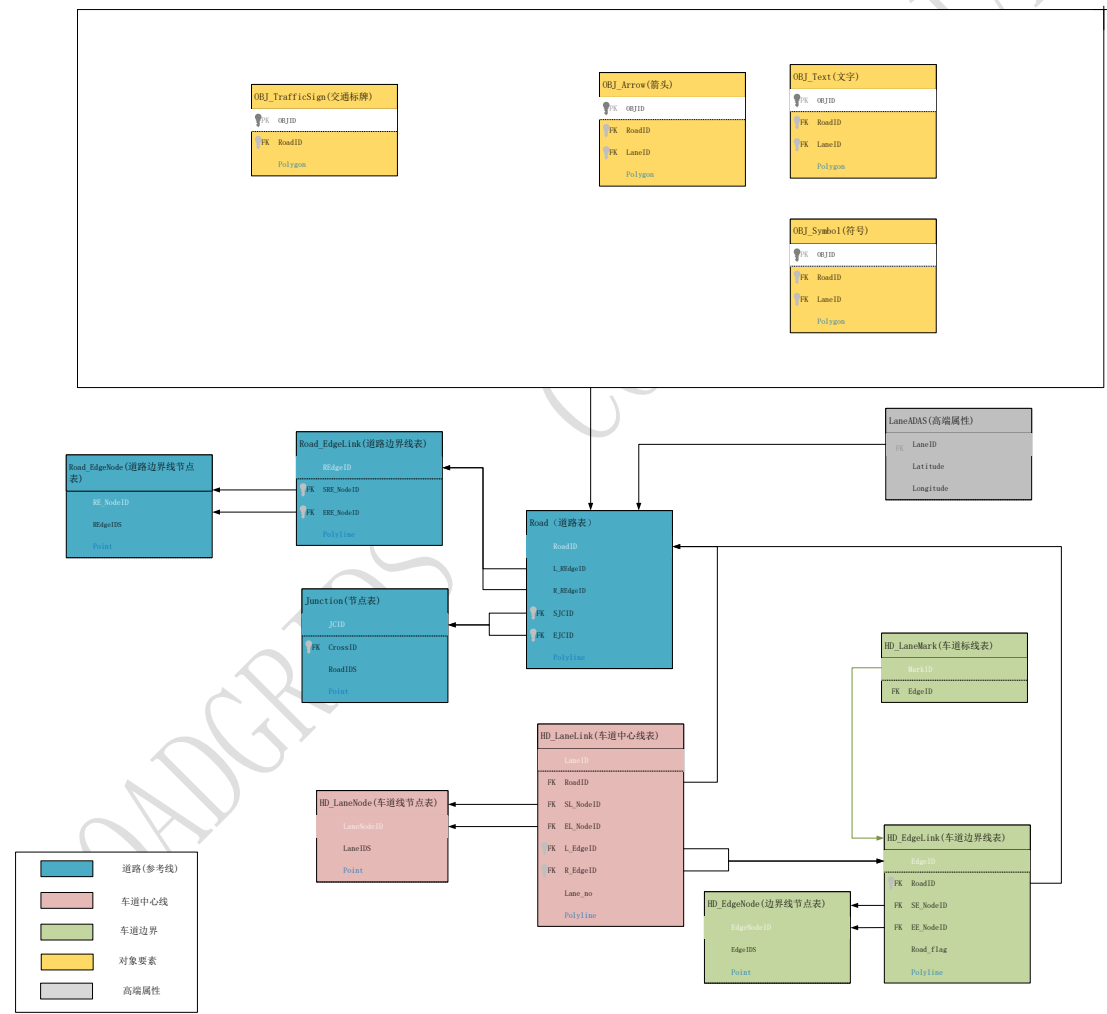 OBJ_TrafficSign(交通标牌)
PK OBJID
FK RoadID
Polygon
OBJ_Arrow(箭头)
PK OBJID
FK RoadID
FK LaneID
Polygon
OBJ_Text(文字)
PK OBJID
FK RoadID
FK LaneID
Polygon
OBJ_Symbol(符号)
PK OBJID
FK RoadID
FK LaneID
Polygon
LaneADAS(高端属性)
FK LaneID
Latitude
Longitude
Road_EdgeLink(道路边界线表)
REdgeID
FK SRE_NodeID
FK ERE_NodeID
Polyline
Road_EdgeNode(道路边界线节点
表)
RE_NodeID
REdgeIDS
Point
Road（道路表）
RoadID
L_REdgeID
R_REdgeID
FK SJCID
FK EJCID
Polyline
Junction(节点表)
JCID
FK CrossID
RoadIDS
Point
HD_LaneMark(车道标线表)
MarkID
FK EdgeID
HD_LaneLink(车道中心线表)
LaneID
FK RoadID
FK SL_NodeID
FK EL_NodeID
FK L_EdgeID
FK R_EdgeID
Lane_no
Polyline
HD_LaneNode(车道线节点表)
LaneNodeID
LaneIDS
Point
HD_EdgeLink(车道边界线表)
EdgeID
FK RoadID
FK SE_NodeID
FK EE_NodeID
Road_flag
Polyline
HD_EdgeNode(边界线节点表)
EdgeNodeID
EdgeIDS
Point
道路(参考线)
车道中心线
车道边界
对象要素
高端属性